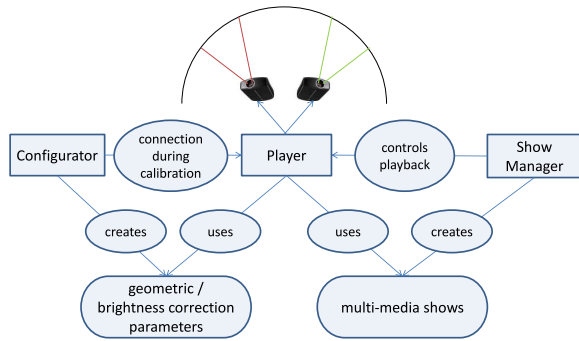 Configurator
connection
during
calibration
Player
controls
playback
Show
Manager
creates
uses
uses
creates
geometric /
brightness correction
parameters
multi-media shows